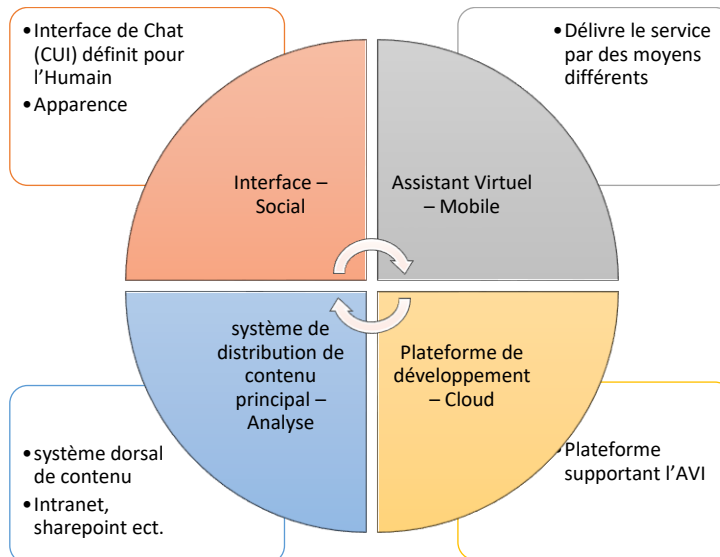 •Interface de Chat
(CUI) définit pour
l’Humain
•Apparence
•Délivre le service
par des moyens
différents
Interface –
Social
Assistant Virtuel
– Mobile
système de
distribution de
contenu
principal –
Analyse
Plateforme de
développement
– Cloud
•système dorsal
de contenu
•Intranet,
sharepoint ect.
•Plateforme
supportant l’AVI